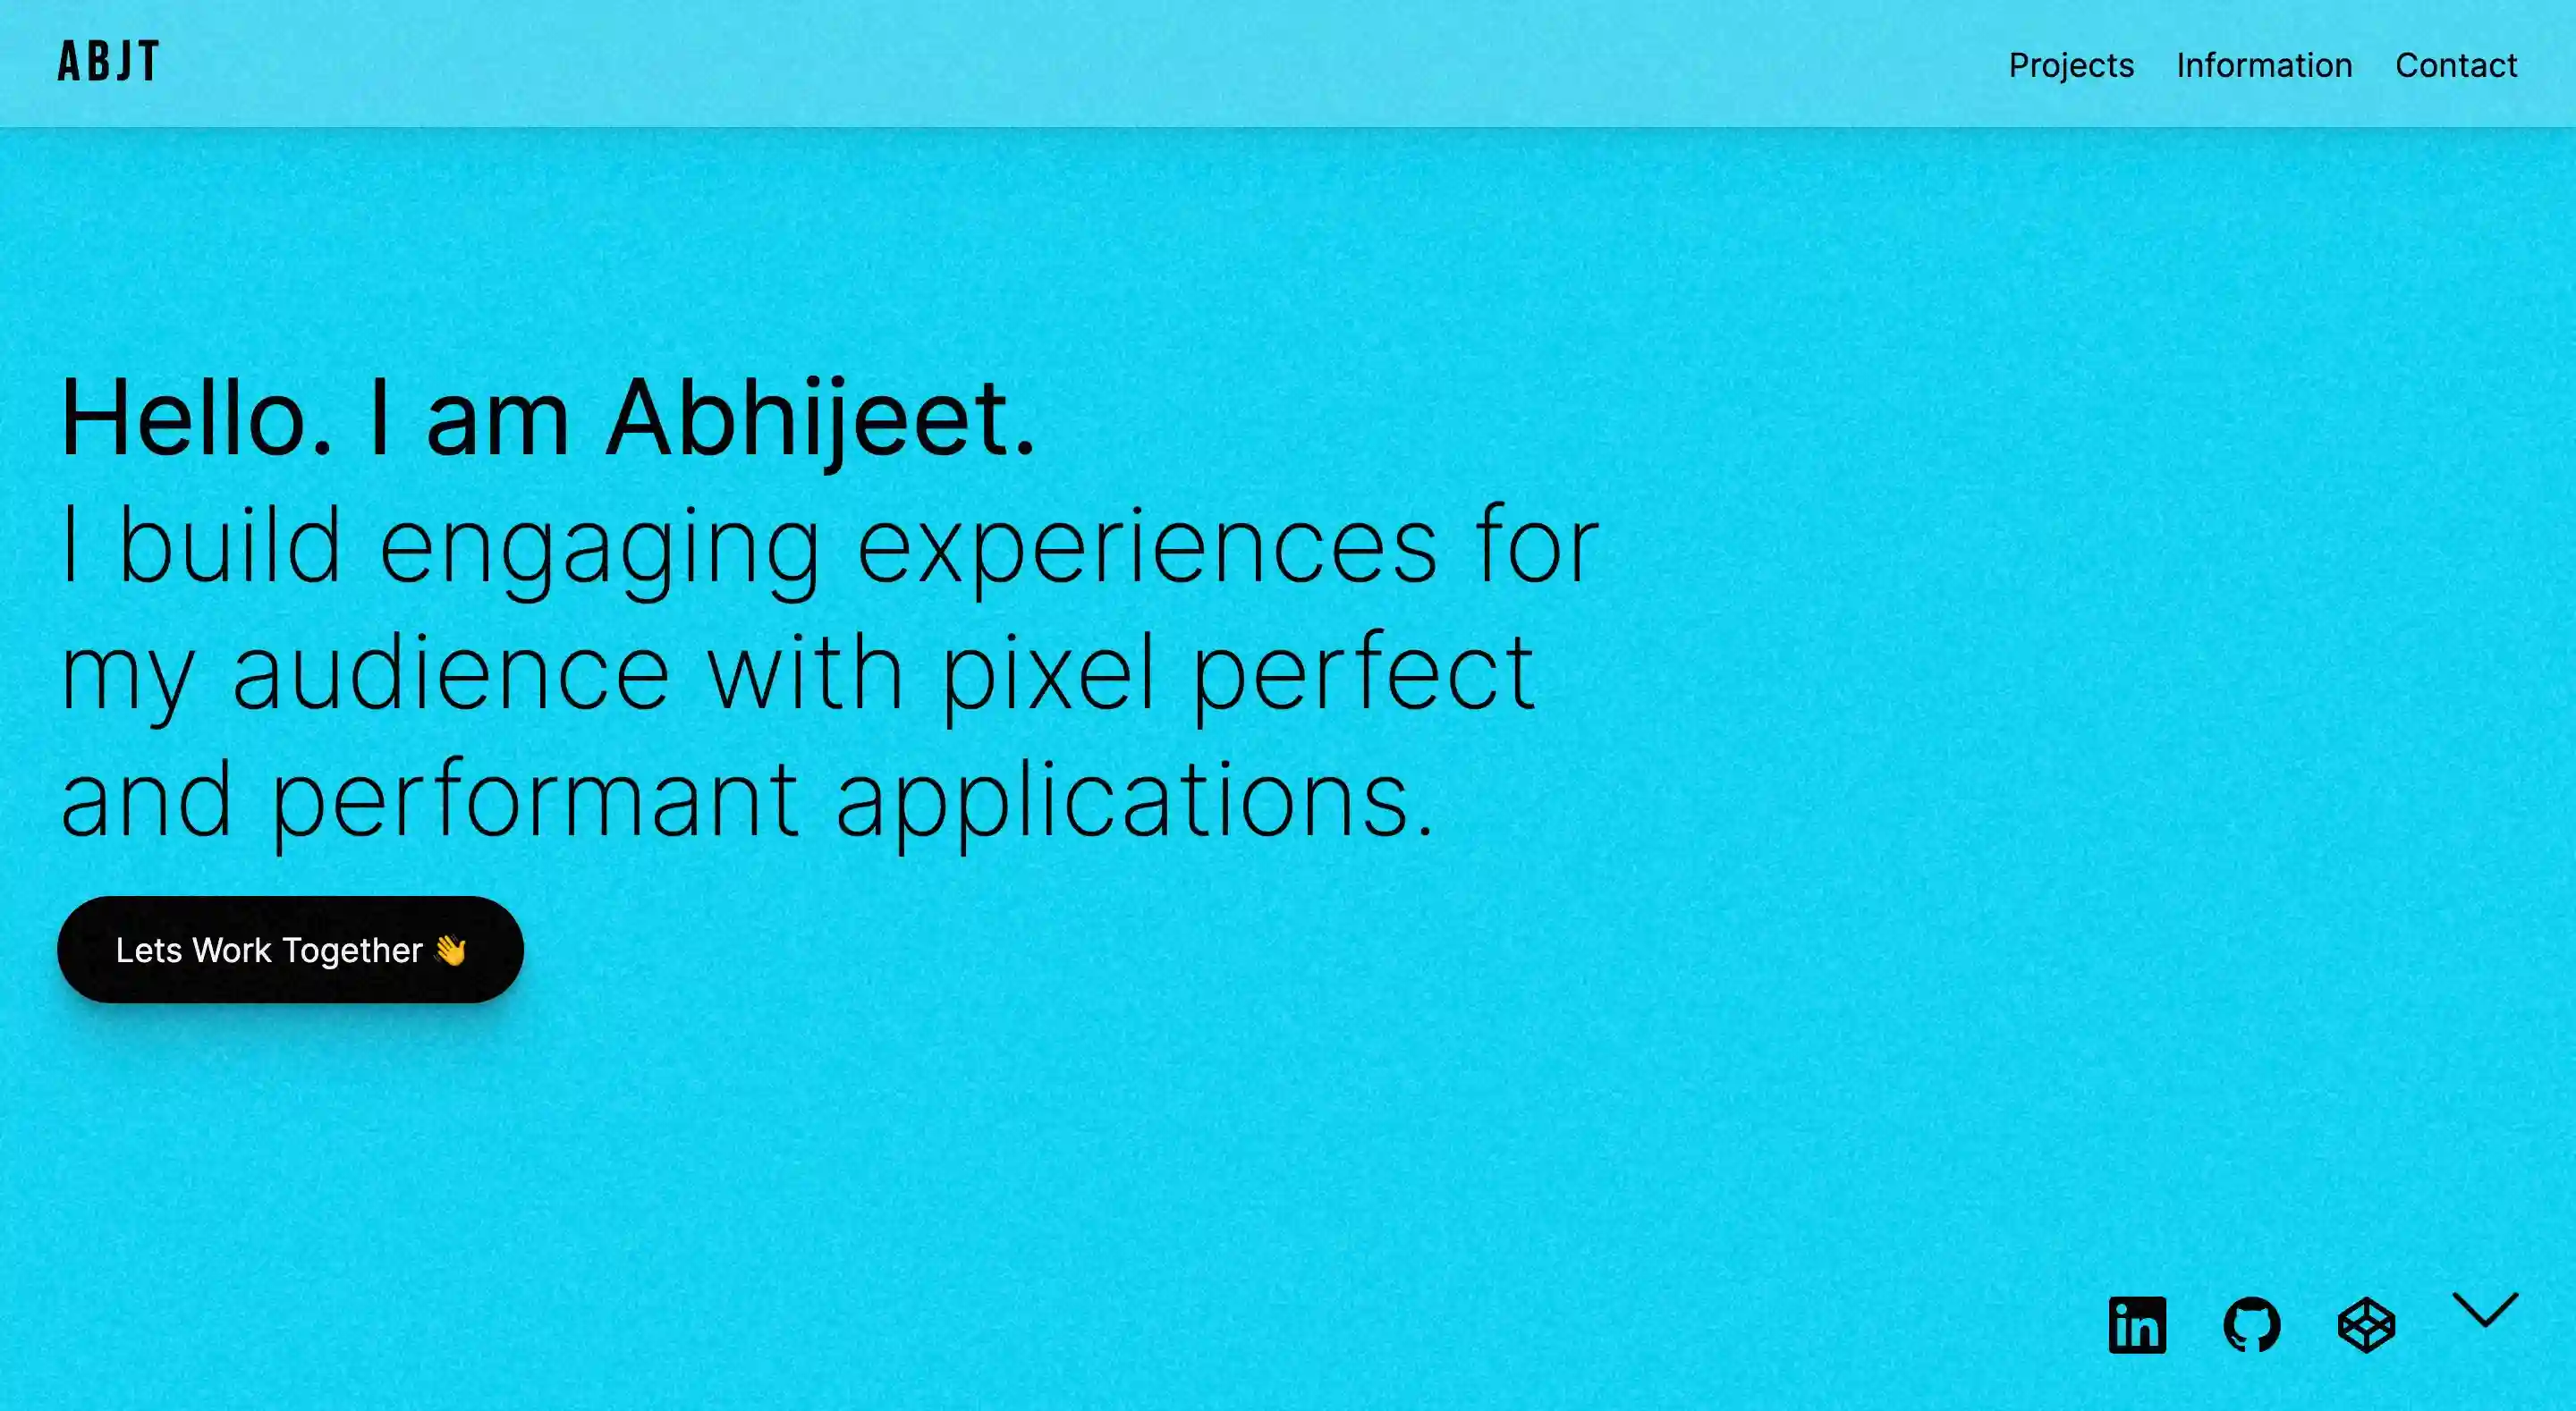 ABJT
Projects Information Contact
Hello. I am Abhijeet.
I build engaging experiences for
my audience with pixel perfect
and performant applications.
Lets Work Together 👋
in